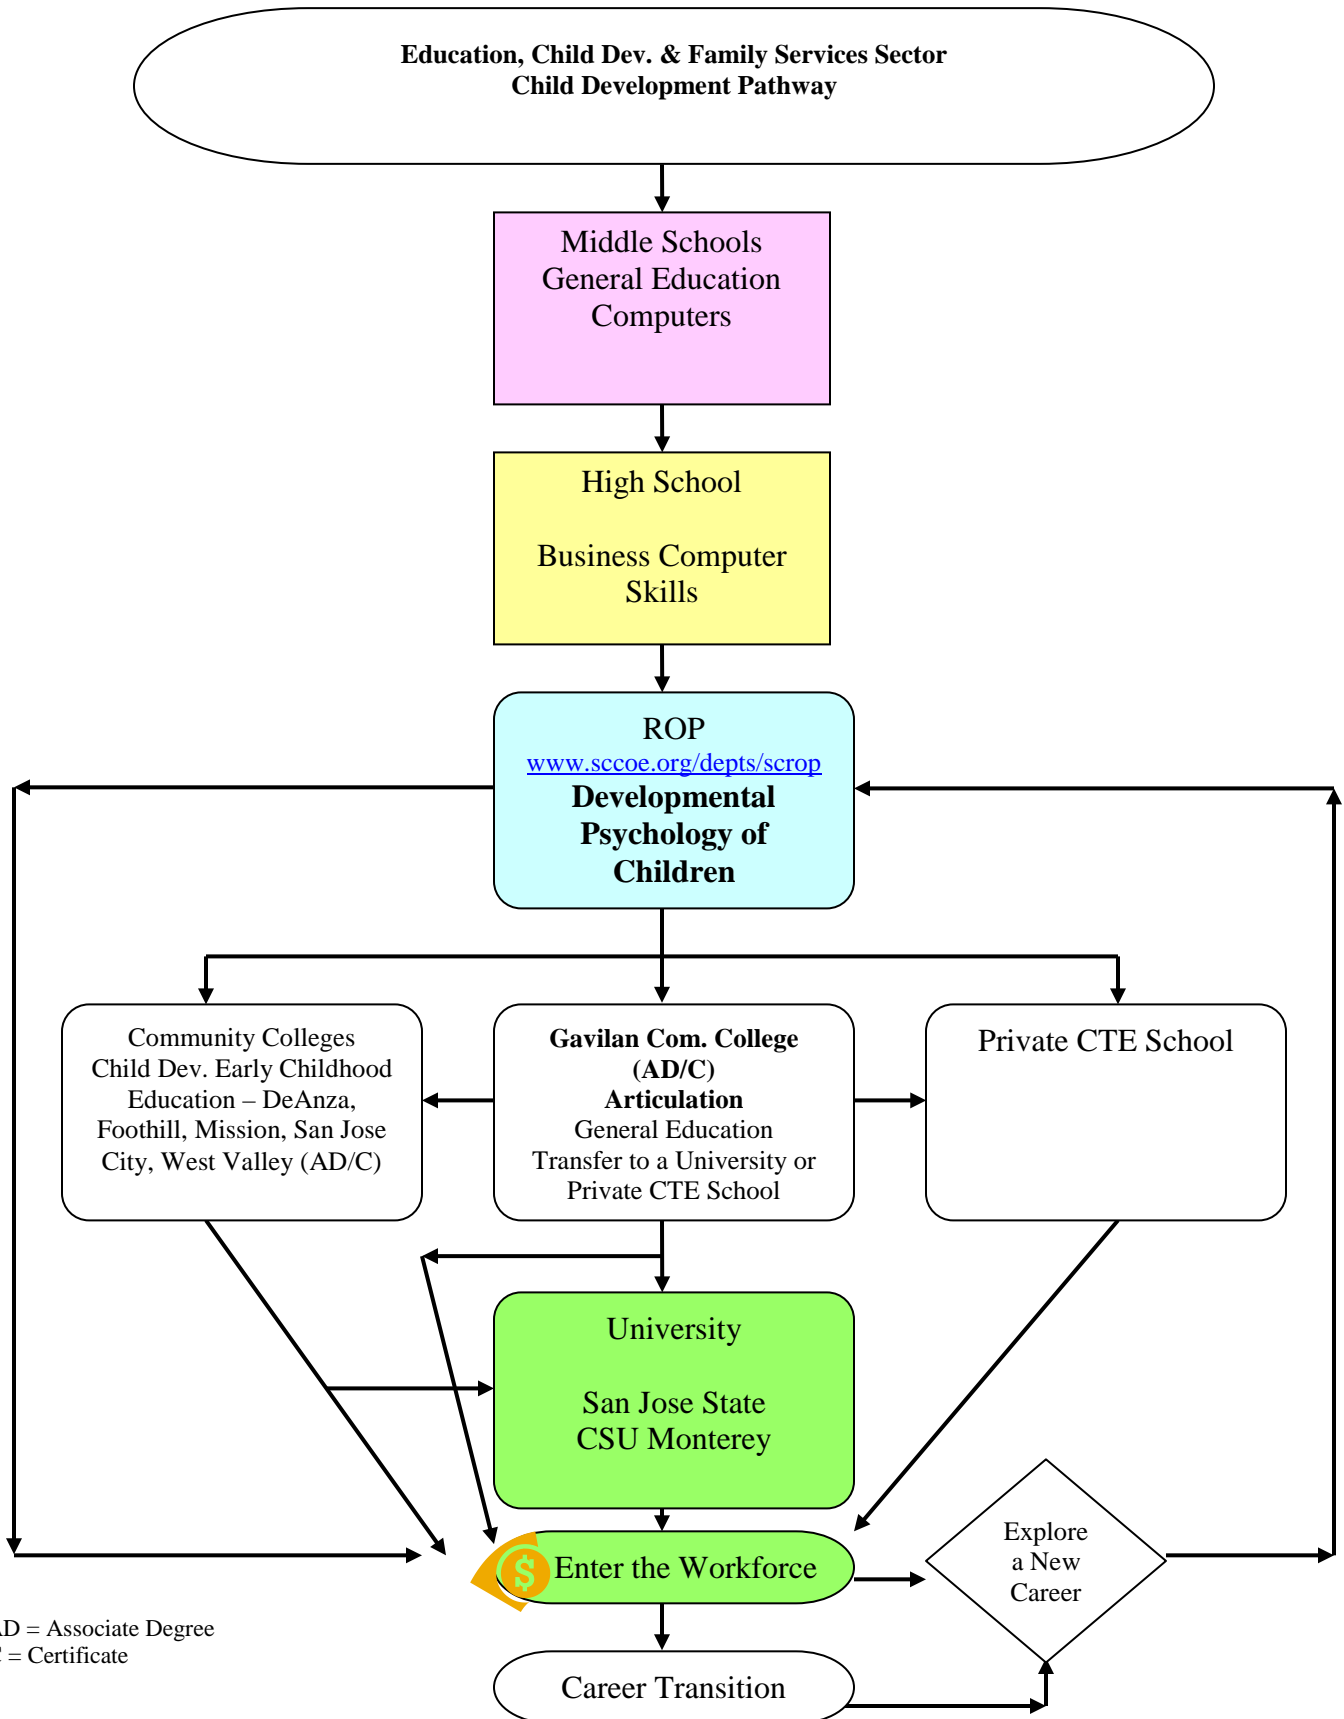 Education, Child Dev. & Family Services Sector
Child Development Pathway
Middle Schools
General Education
Computers
High School
Business Computer
Skills
ROP
www.sccoe.org/depts/scrop
Developmental
Psychology of
Children
Community Colleges
Child Dev. Early Childhood
Education – DeAnza,
Foothill, Mission, San Jose
City, West Valley (AD/C)
Gavilan Com. College
(AD/C)
Articulation
General Education
Transfer to a University or
Private CTE School
Private CTE School
University
San Jose State
CSU Monterey
$
Enter the Workforce
Explore
a New
Career
AD = Associate Degree
C = Certificate
Career Transition